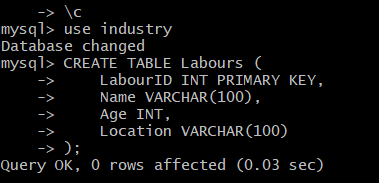 -> \c
mysql> use industry
Database changed
mysql> CREATE TABLE Labours (
    ->     LabourID INT PRIMARY KEY,
    ->     Name VARCHAR(100),
    ->     Age INT,
    ->     Location VARCHAR(100)
    -> );
Query OK, 0 rows affected (0.03 sec)